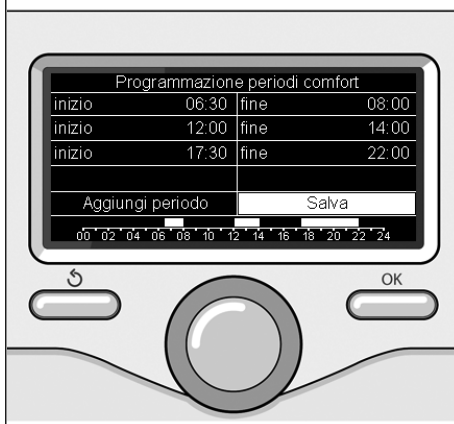 Programmazione periodi comfort
inizio 06:30 fine 08:00
inizio 12:00 fine 14:00
inizio 17:30 fine 22:00
Aggiungi periodo Salva
00 02 04 06 08 10 12 14 16 18 20 22 24
OK